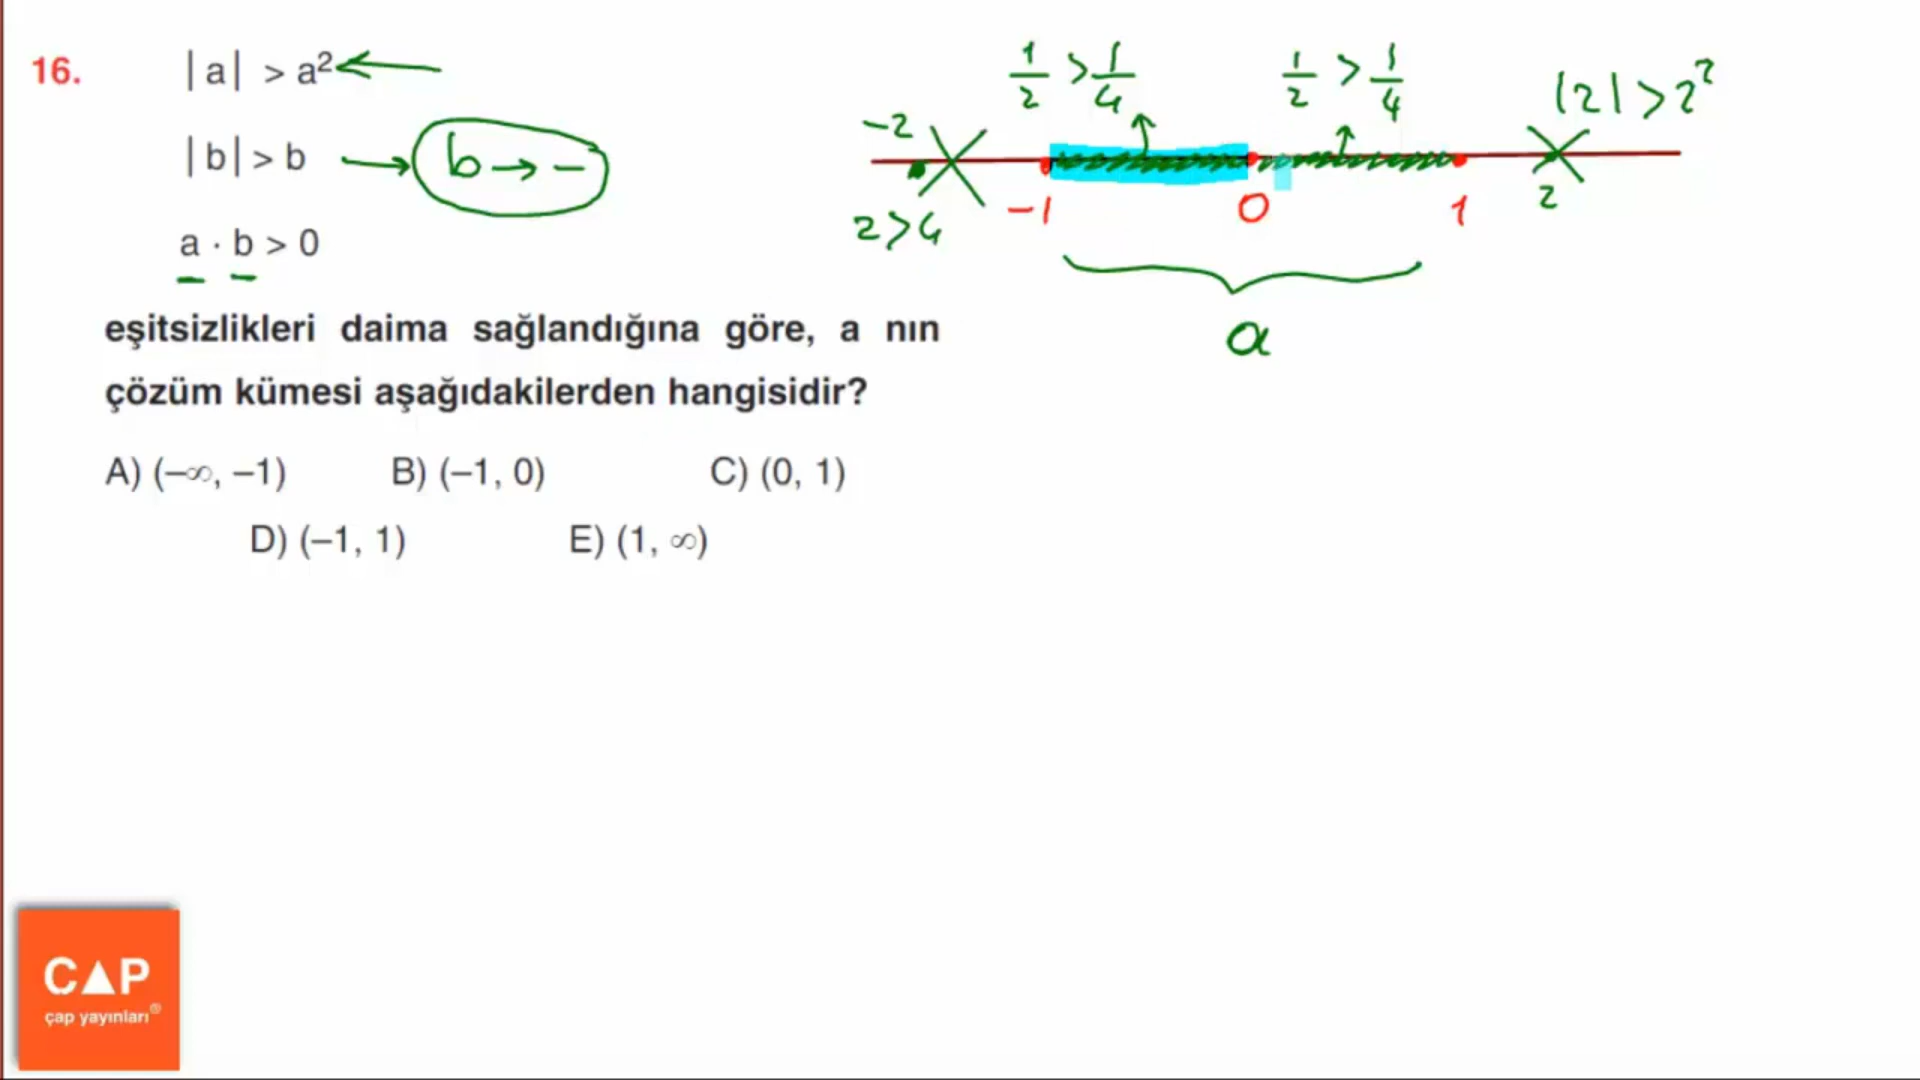 16. |a| > a²
|b| > b → b → −
a · b > 0
eşitsizlikleri daima sağlandığına göre, a nın
çözüm kümesi aşağıdakilerden hangisidir?
A) (–∞, –1) B) (–1, 0) C) (0, 1)
D) (–1, 1) E) (1, ∞)
1/2 > 1/4 1/2 > 1/4 |2| > 2²
-2
2>4 -1 0 1 2
a
CAP
çap yayınları®